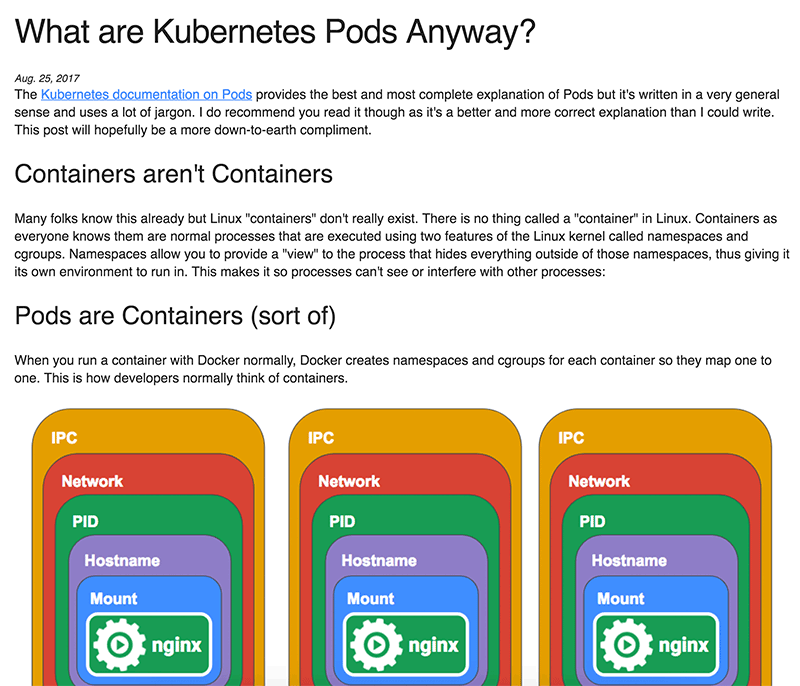 What are Kubernetes Pods Anyway?
Aug. 25, 2017
The Kubernetes documentation on Pods provides the best and most complete explanation of Pods but it's written in a very general
sense and uses a lot of jargon. I do recommend you read it though as it's a better and more correct explanation than I could write.
This post will hopefully be a more down-to-earth compliment.
Containers aren't Containers
Many folks know this already but Linux "containers" don't really exist. There is no thing called a "container" in Linux. Containers as
everyone knows them are normal processes that are executed using two features of the Linux kernel called namespaces and
cgroups. Namespaces allow you to provide a "view" to the process that hides everything outside of those namespaces, thus giving it
its own environment to run in. This makes it so processes can't see or interfere with other processes:
Pods are Containers (sort of)
When you run a container with Docker normally, Docker creates namespaces and cgroups for each container so they map one to
one. This is how developers normally think of containers.
IPC IPC IPC
Network Network Network
PID PID PID
Hostname Hostname Hostname
Mount Mount Mount
nginx nginx nginx